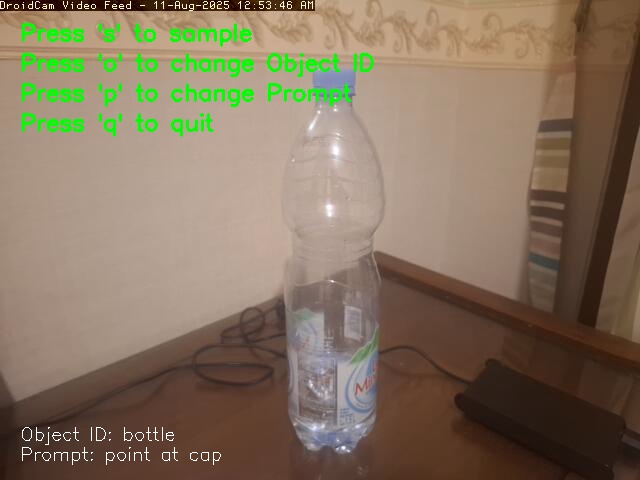 DroidCam Video Feed - 11-Aug-2025 12:53:46 AM
Press 's' to sample
Press 'o' to change Object ID
Press 'p' to change Prompt
Press 'q' to quit
Object ID: bottle
Prompt: point at cap